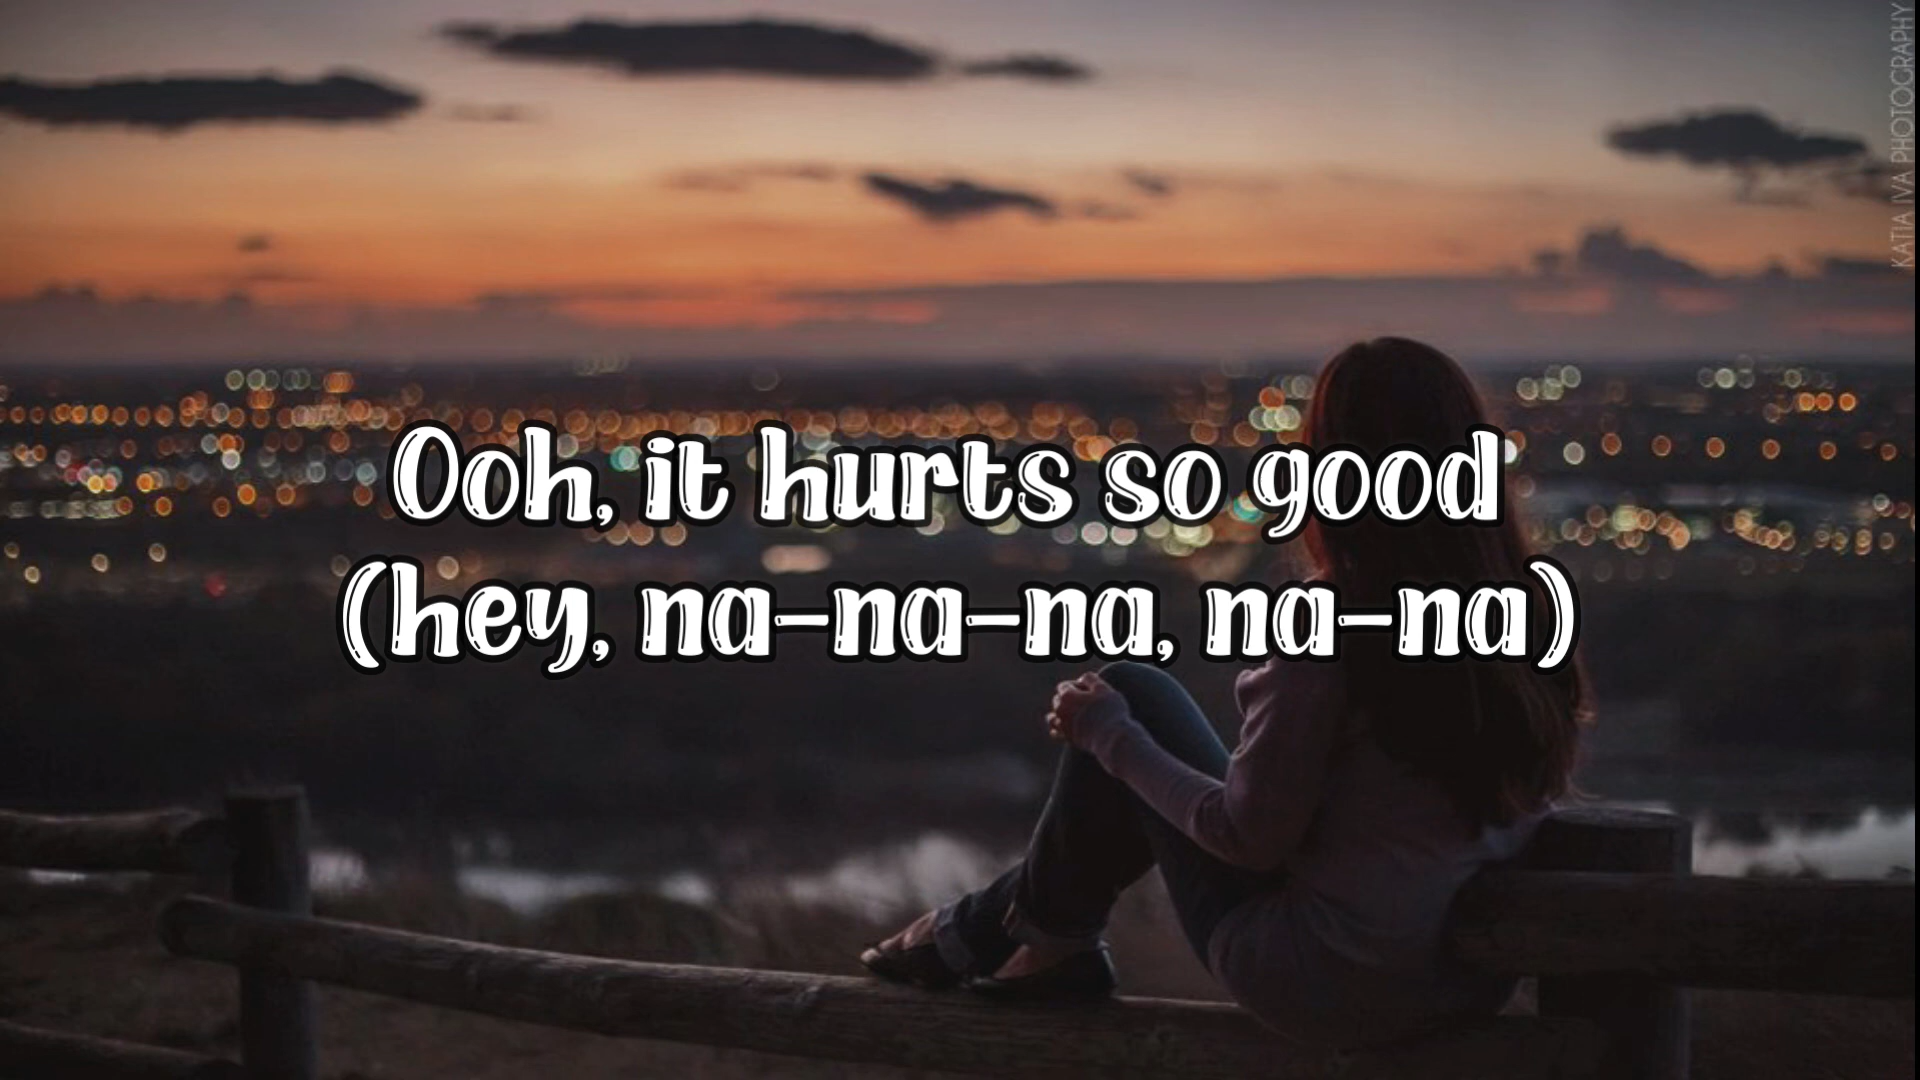 Ooh, it hurts so good
(hey, na-na-na, na-na)
KATIA IVA PHOTOGRAPHY